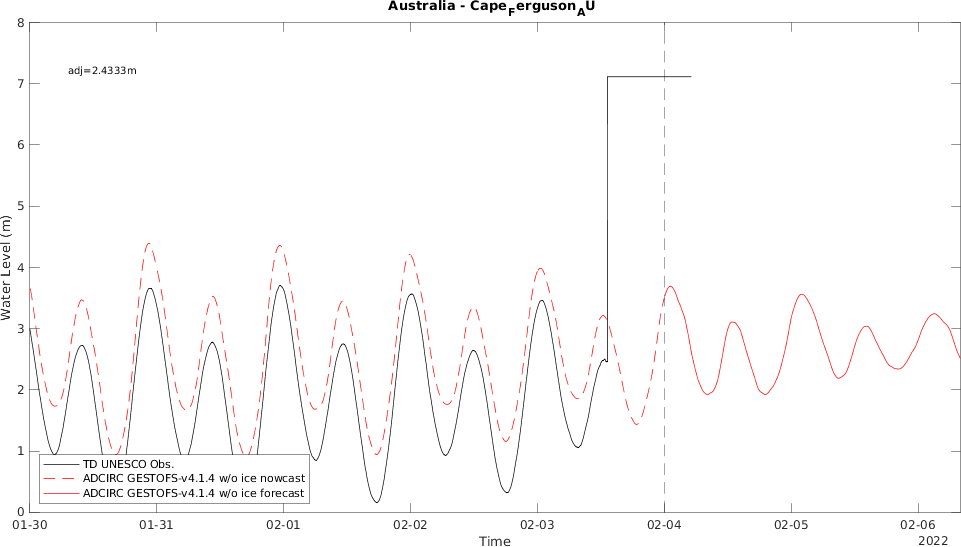 Australia - Cape_Ferguson_AU
8
adj=2.4333m
7
6
5
4
3
2
1
0
Water Level (m)
TD UNESCO Obs.
ADCIRC GESTOFS-v4.1.4 w/o ice nowcast
ADCIRC GESTOFS-v4.1.4 w/o ice forecast
01-30 01-31 02-01 02-02 02-03 02-04 02-05 02-06
Time
2022